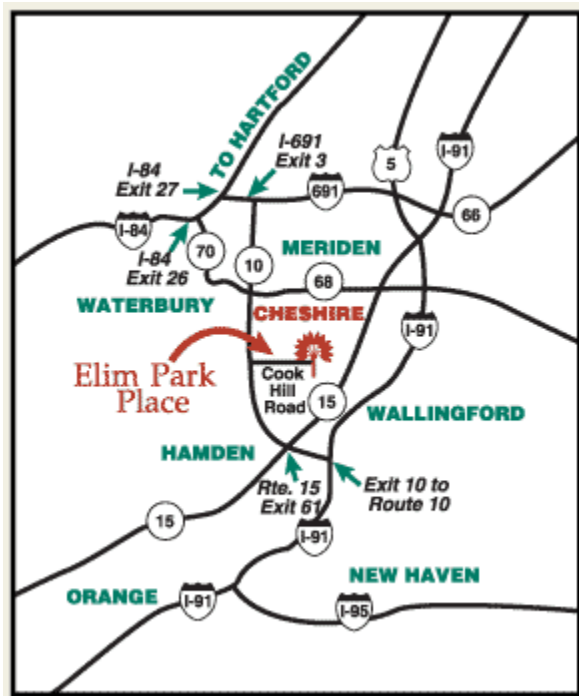 TO HARTFORD
I-691
Exit 3
I-84
Exit 27
5
I-91
691
66
I-84
70
I-84
Exit 26
10
MERIDEN
68
WATERBURY
CHESHIRE
I-91
Elim Park
Place
Cook
Hill
Road
15
WALLINGFORD
HAMDEN
Rte. 15
Exit 61
Exit 10 to
Route 10
15
I-91
NEW HAVEN
ORANGE
I-91
I-95